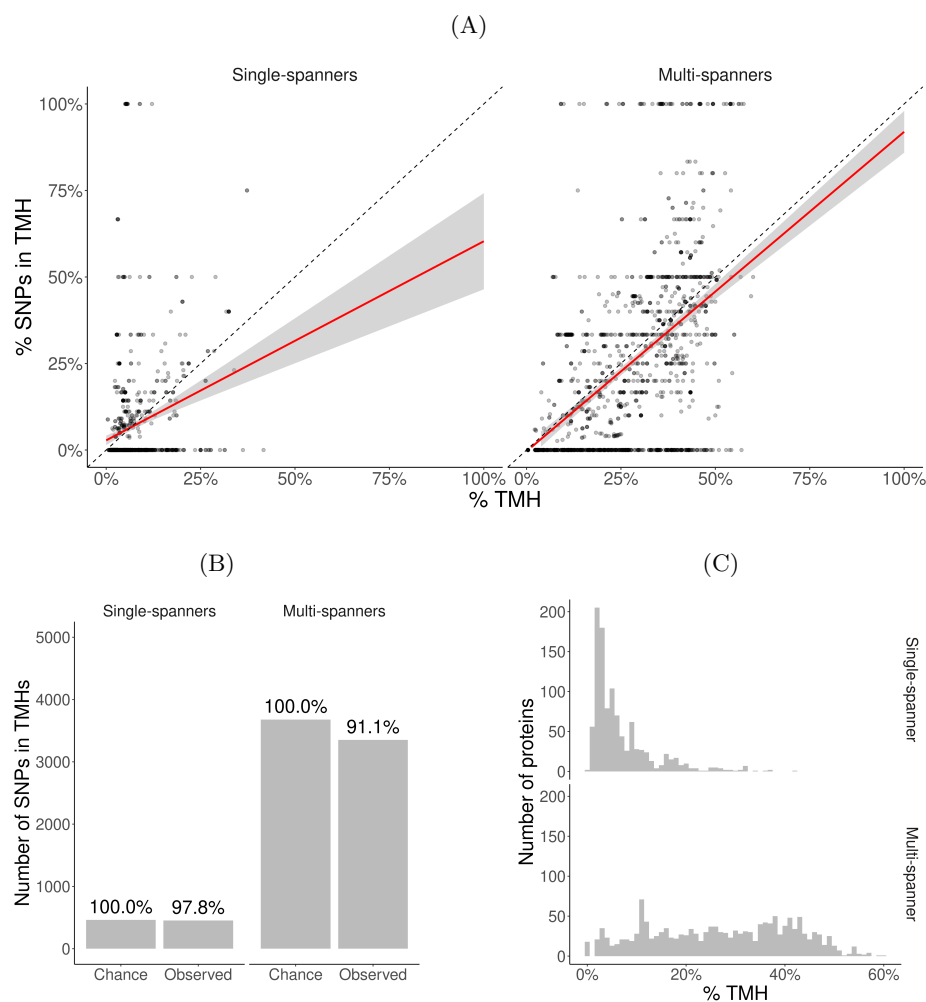 (A)
Single-spanners
Multi-spanners
% SNPs in TMH
100%
75%
50%
25%
0%
0%
25%
50%
75%
100%
0%
25%
50%
75%
100%
% TMH
(B)
Single-spanners
Multi-spanners
Number of SNPs in TMHs
5000
4000
3000
2000
1000
0
100.0%
97.8%
100.0%
91.1%
Chance
Observed
Chance
Observed
(C)
Number of proteins
200
150
100
50
0
Single-spanner
200
150
100
50
0
Multi-spanner
0%
20%
40%
60%
% TMH